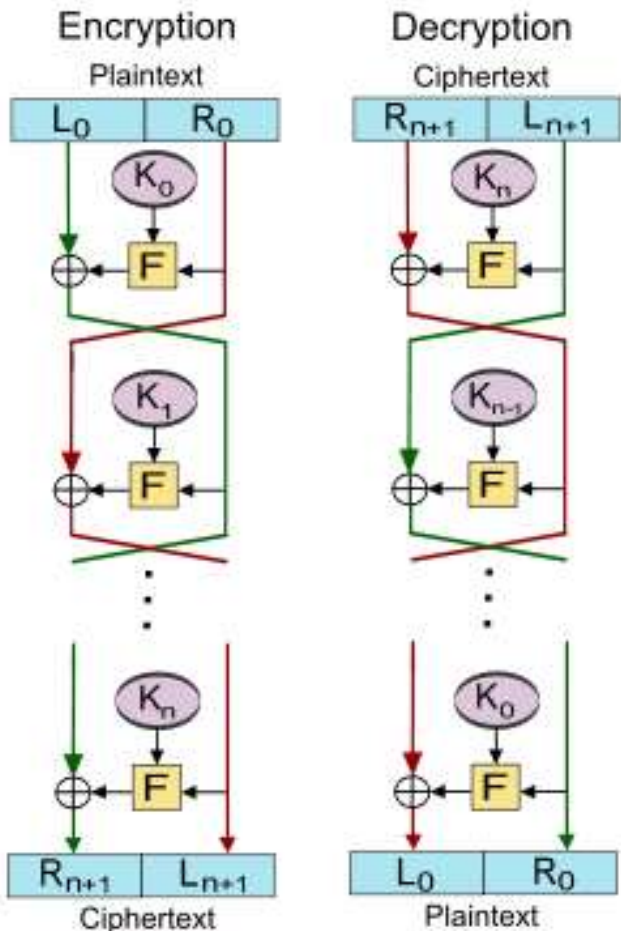 Encryption
Plaintext
L₀ R₀
K₀
F
K₁
F
Kₙ
F
Rₙ₊₁ Lₙ₊₁
Ciphertext
Decryption
Ciphertext
Rₙ₊₁ Lₙ₊₁
Kₙ
F
Kₙ₋₁
F
K₀
F
L₀ R₀
Plaintext